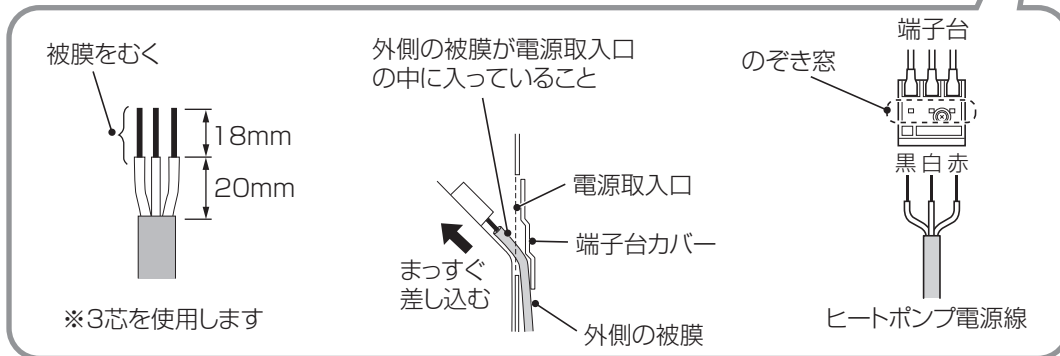 被膜をむく
18mm
20mm
※3芯を使用します
外側の被膜が電源取入口
の中に入っていること
電源取入口
端子台カバー
まっすぐ
差し込む
外側の被膜
端子台
のぞき窓
黒 白 赤
ヒートポンプ電源線